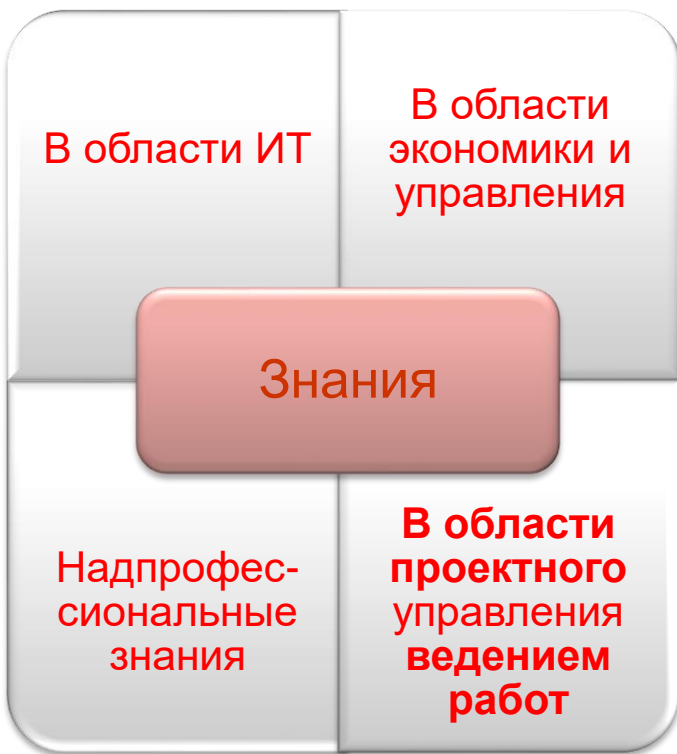 В области ИТ
В области
экономики и
управления
Знания
Надпрофес-
сиональные
знания
В области
проектного
управления
ведением
работ